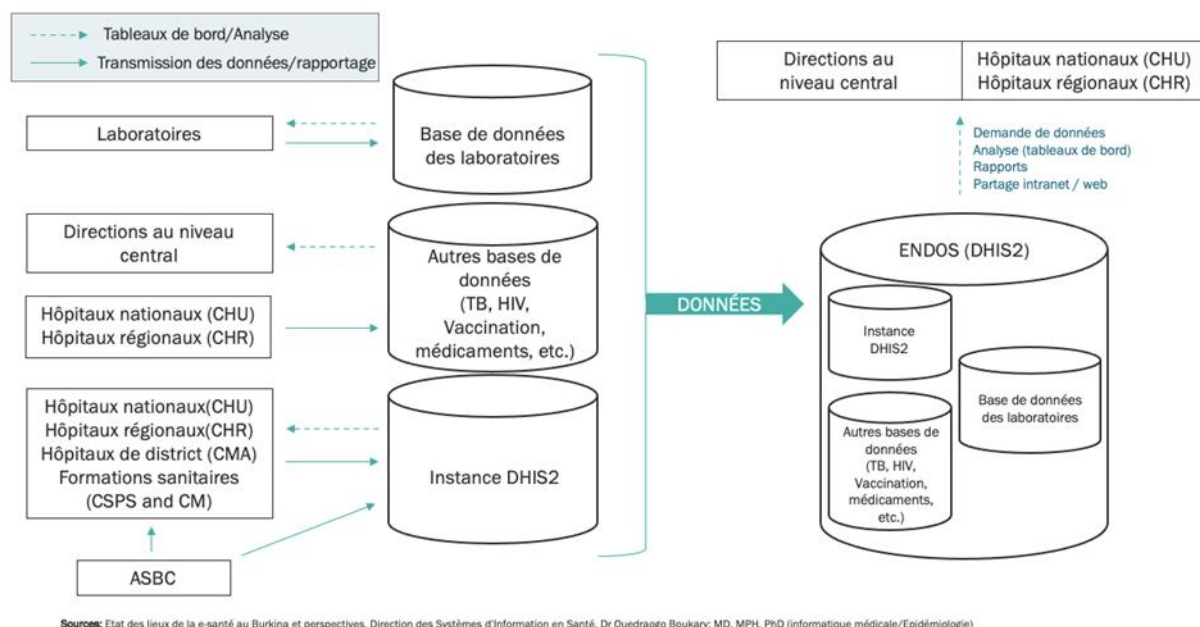 Tableaux de bord/Analyse
Transmission des données/rapportage
Laboratoires
Base de données
des laboratoires
Directions au niveau
central
Hôpitaux nationaux (CHU)
Hôpitaux régionaux (CHR)
Autres bases de
données
(TB, HIV,
Vaccination,
médicaments, etc.)
Hôpitaux nationaux(CHU)
Hôpitaux régionaux(CHR)
Hôpitaux de district (CMA)
Formations sanitaires
(CSPS and CM)
Instance DHIS2
ASBC
DONNÉES
Directions au
niveau central
Hôpitaux nationaux (CHU)
Hôpitaux régionaux (CHR)
Demande de données
Analyse (tableaux de bord)
Rapports
Partage intranet / web
ENDOS (DHIS2)
Instance
DHIS2
Base de données
des laboratoires
Autres bases de
données
(TB, HIV,
Vaccination,
médicaments,
etc.)
Sources: Etat des lieux de la e-santé au Burkina et perspectives, Direction des Systèmes d'Information en Santé, Dr Ouedraogo Boukary; MD, MPH, PhD (informatique médicale/Epidémiologie)